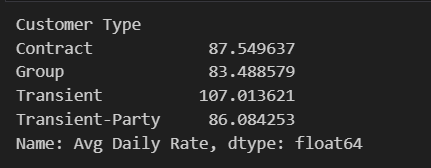 Customer Type
Contract 87.549637
Group 83.488579
Transient 107.013621
Transient-Party 86.084253
Name: Avg Daily Rate, dtype: float64